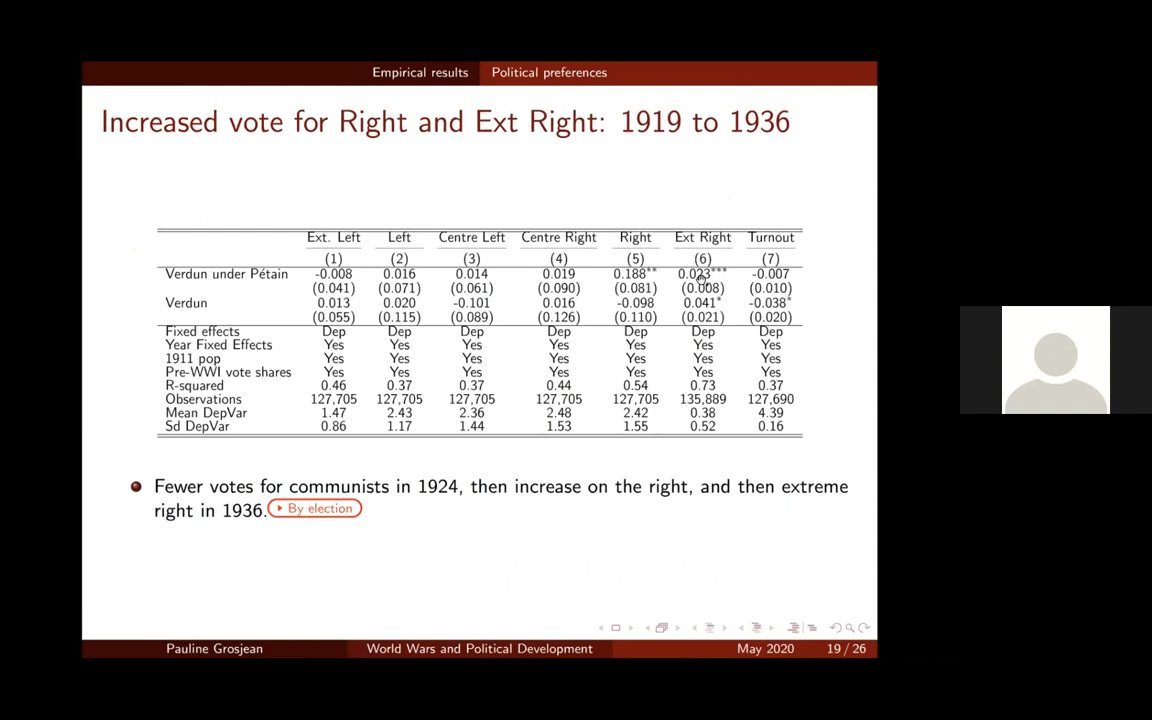 Empirical results Political preferences
Increased vote for Right and Ext Right: 1919 to 1936
Ext. Left Left Centre Left Centre Right Right Ext Right Turnout
(1) (2) (3) (4) (5) (6) (7)
Verdun under Pétain -0.008 0.016 0.014 0.019 0.188** 0.023*** -0.007
(0.041) (0.071) (0.061) (0.090) (0.081) (0.008) (0.010)
Verdun 0.013 0.020 -0.101 0.016 -0.098 0.041* -0.038*
(0.055) (0.115) (0.089) (0.126) (0.110) (0.021) (0.020)
Fixed effects Dep Dep Dep Dep Dep Dep Dep
Year Fixed Effects Yes Yes Yes Yes Yes Yes Yes
1911 pop Yes Yes Yes Yes Yes Yes Yes
Pre-WWI vote shares Yes Yes Yes Yes Yes Yes Yes
R-squared 0.46 0.37 0.37 0.44 0.54 0.73 0.37
Observations 127,705 127,705 127,705 127,705 127,705 135,889 127,690
Mean DepVar 1.47 2.43 2.36 2.48 2.42 0.38 4.39
Sd DepVar 0.86 1.17 1.44 1.53 1.55 0.52 0.16
Fewer votes for communists in 1924, then increase on the right, and then extreme
right in 1936. By election
Pauline Grosjean World Wars and Political Development May 2020 19 / 26